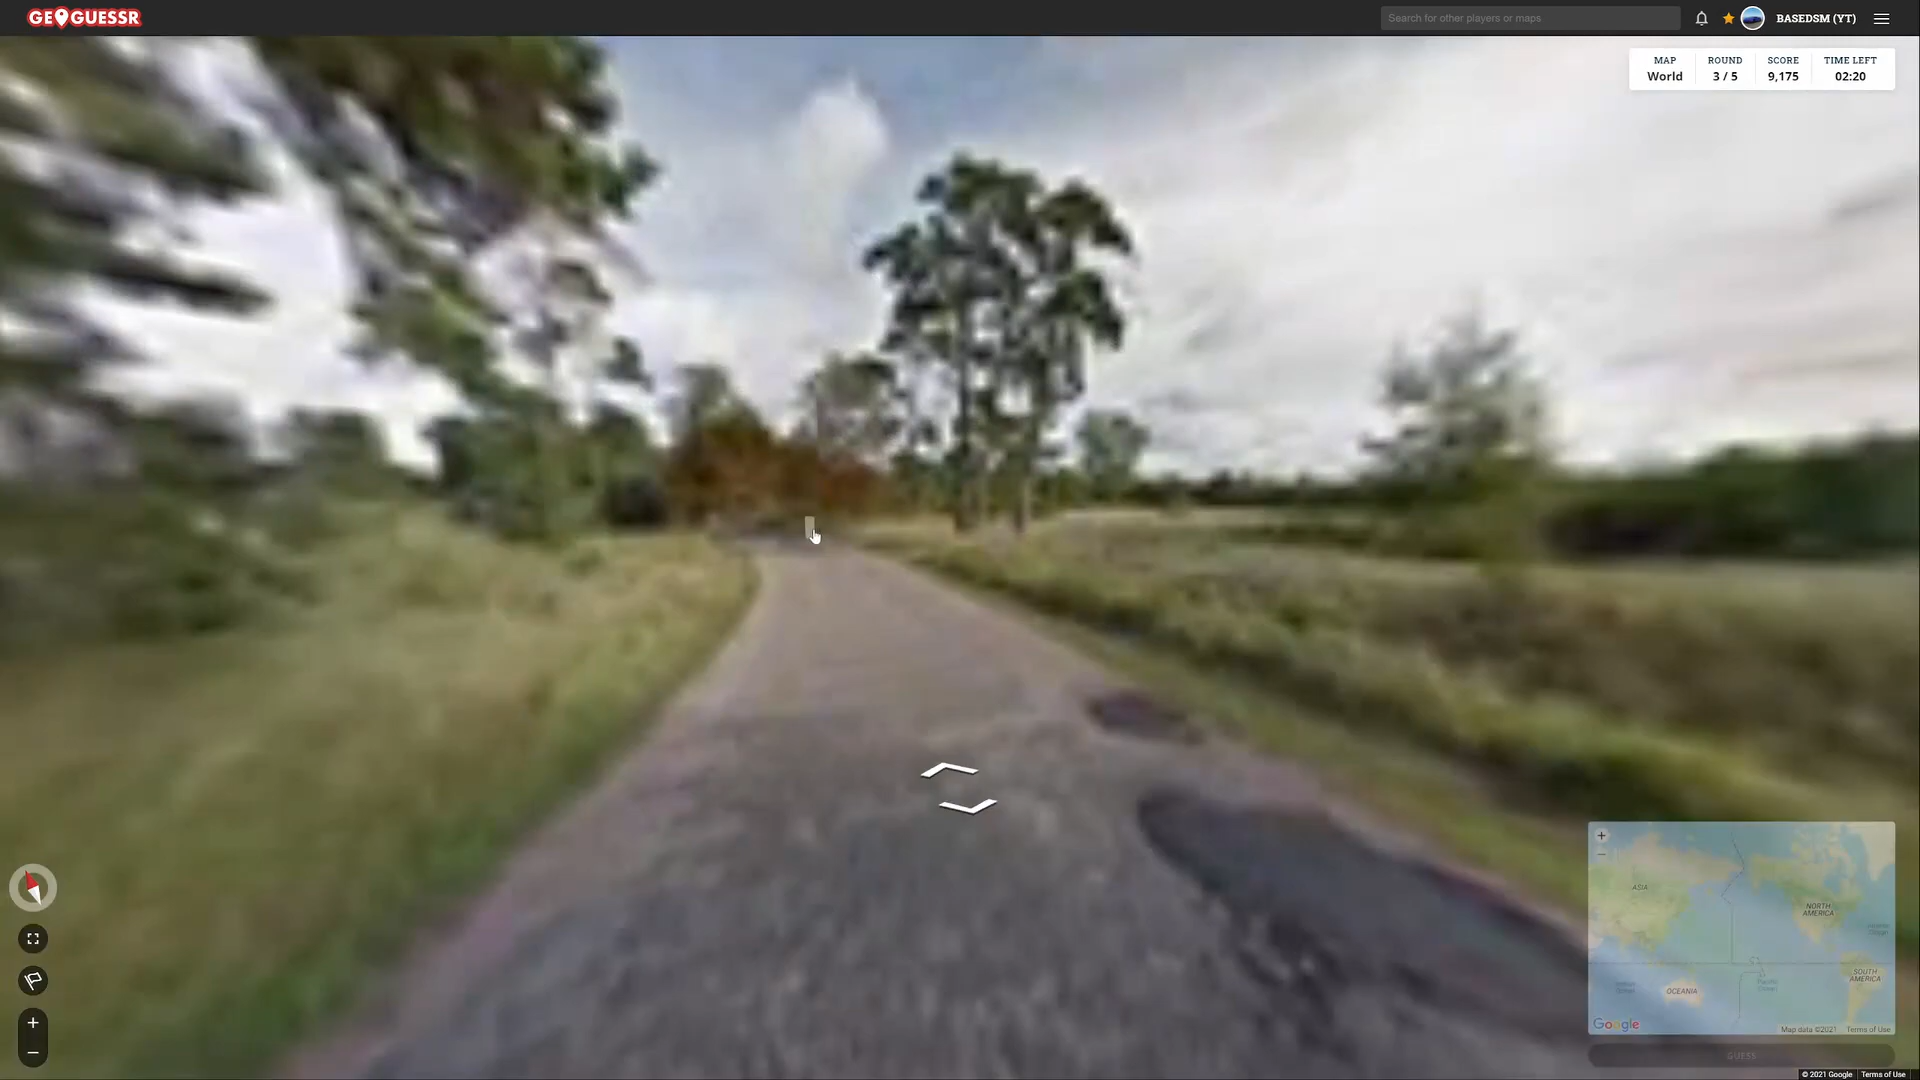 GEOGUESSR
Search for other players or maps
BASEDSM (YT)
MAP
World
ROUND
3 / 5
SCORE
9,175
TIME LEFT
02:20
+
−
ASIA
NORTH
AMERICA
SOUTH
AMERICA
OCEANIA
Pacific
Ocean
Google
Map data ©2021
Terms of Use
GUESS
© 2021 Google
Terms of Use
+
−